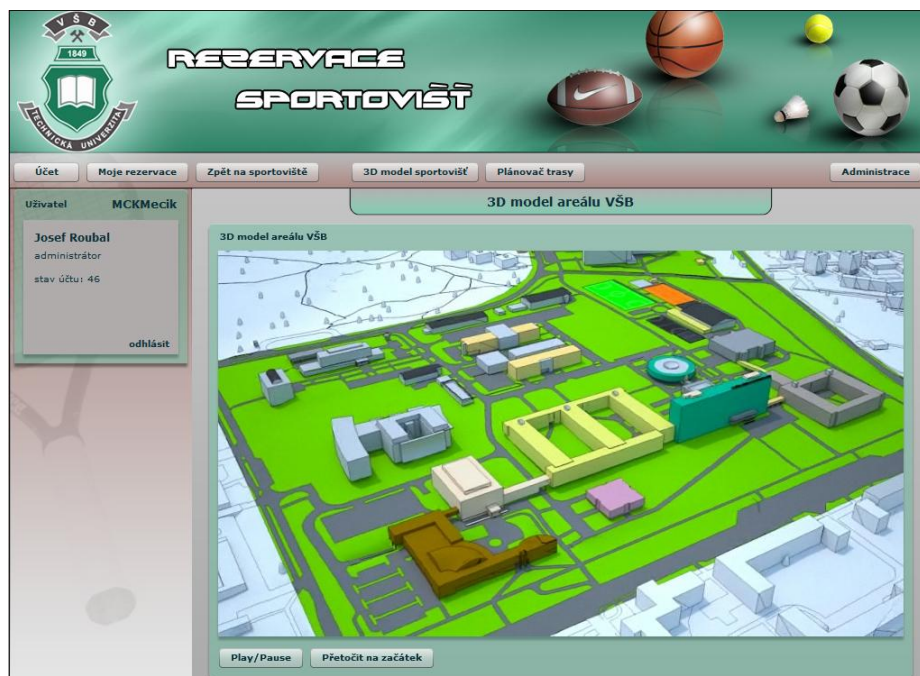 VŠB
1849
TECHNICKÁ UNIVERZITA
REZERVACE
SPORTOVIŠŤ
Účet
Moje rezervace
Zpět na sportoviště
3D model sportovišť
Plánovač trasy
Administrace
Uživatel MCKMecik
Josef Roubal
administrátor
stav účtu: 46
odhlásit
3D model areálu VŠB
3D model areálu VŠB
Play/Pause
Přetočit na začátek